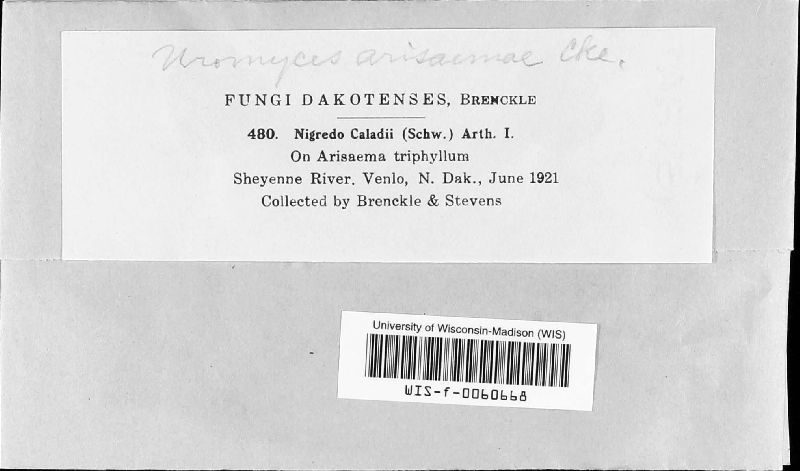 Uromyces arisaemae Cke.
FUNGI DAKOTENSES, BRENCKLE
480. Nigredo Caladii (Schw.) Arth. I.
On Arisaema triphyllum
Sheyenne River, Venlo, N. Dak., June 1921
Collected by Brenckle & Stevens
University of Wisconsin-Madison (WIS)
WIS-f-0060668